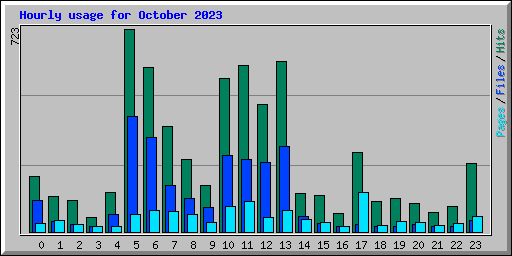 Hourly usage for October 2023
723
Pages/Files/Hits
0 1 2 3 4 5 6 7 8 9 10 11 12 13 14 15 16 17 18 19 20 21 22 23